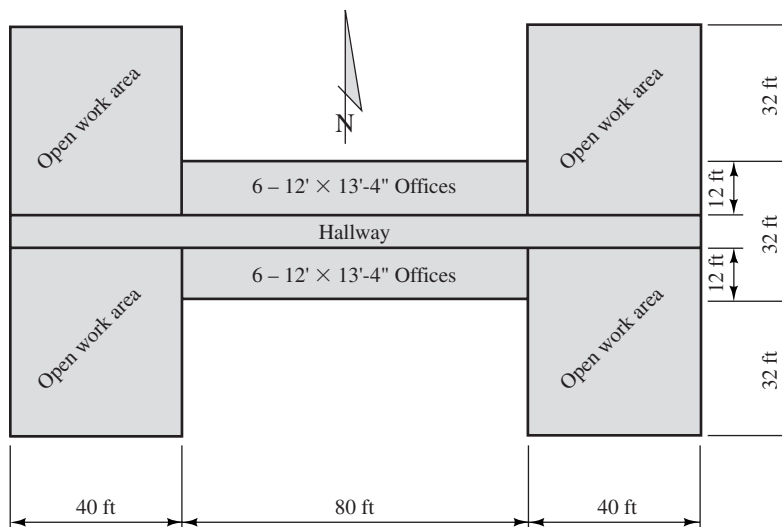 Open work area
Open work area
N
32 ft
6 – 12' × 13'-4" Offices
12 ft
Hallway
32 ft
6 – 12' × 13'-4" Offices
12 ft
Open work area
Open work area
32 ft
40 ft
80 ft
40 ft